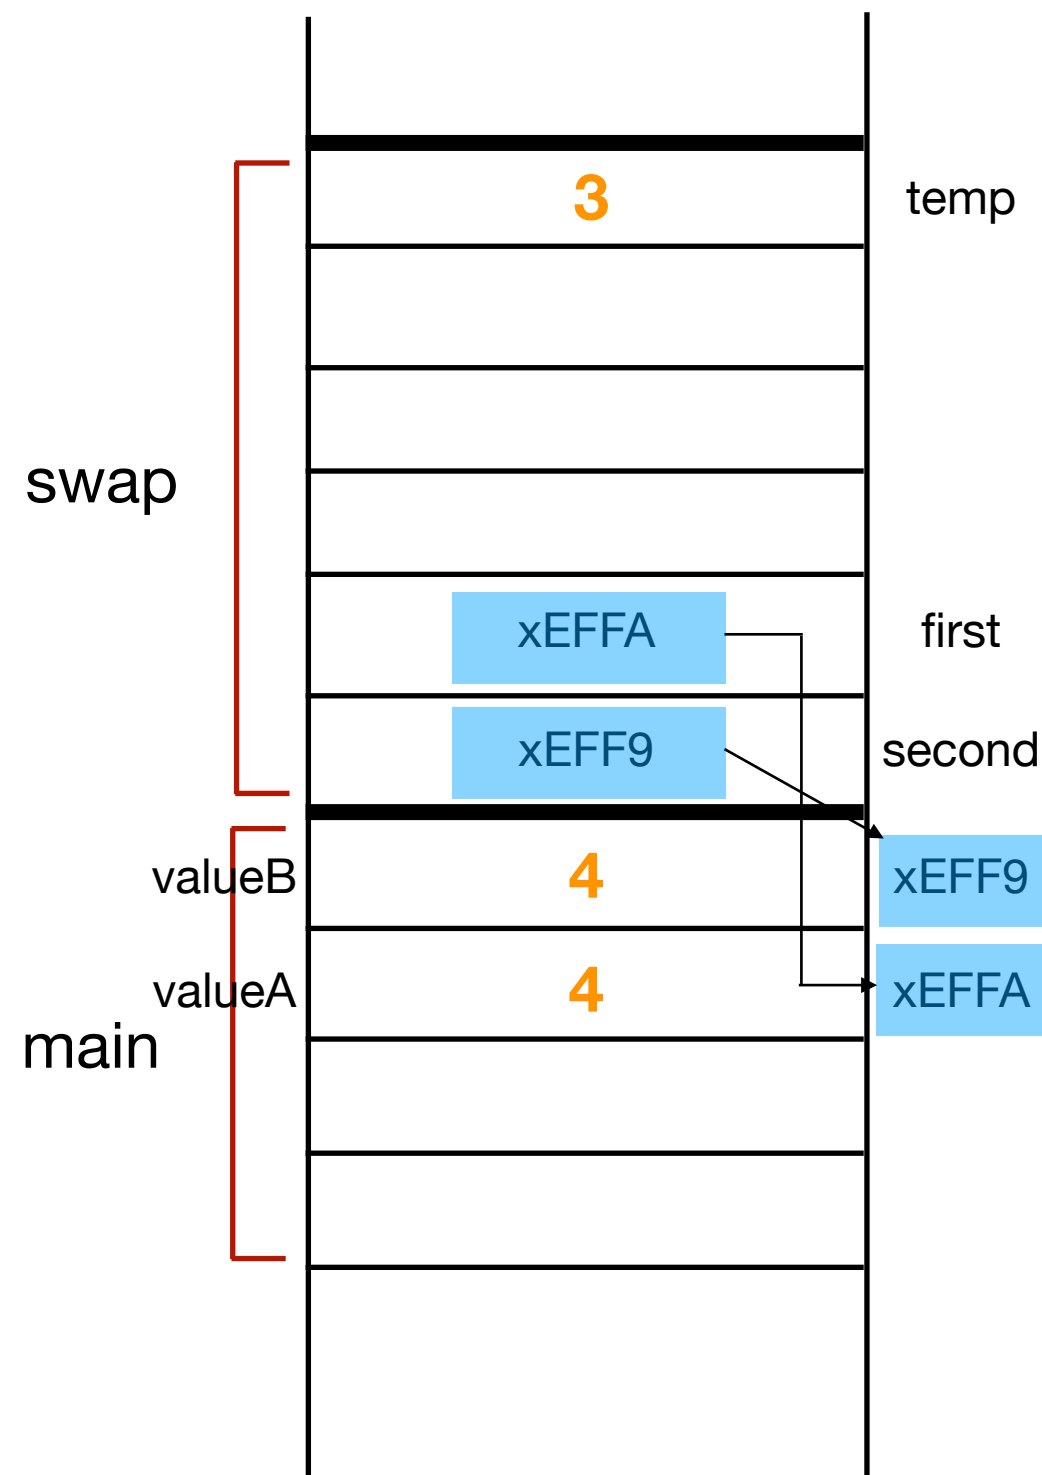 3 temp
swap
xEFFA first
xEFF9 second
valueB 4 xEFF9
valueA 4 xEFFA
main